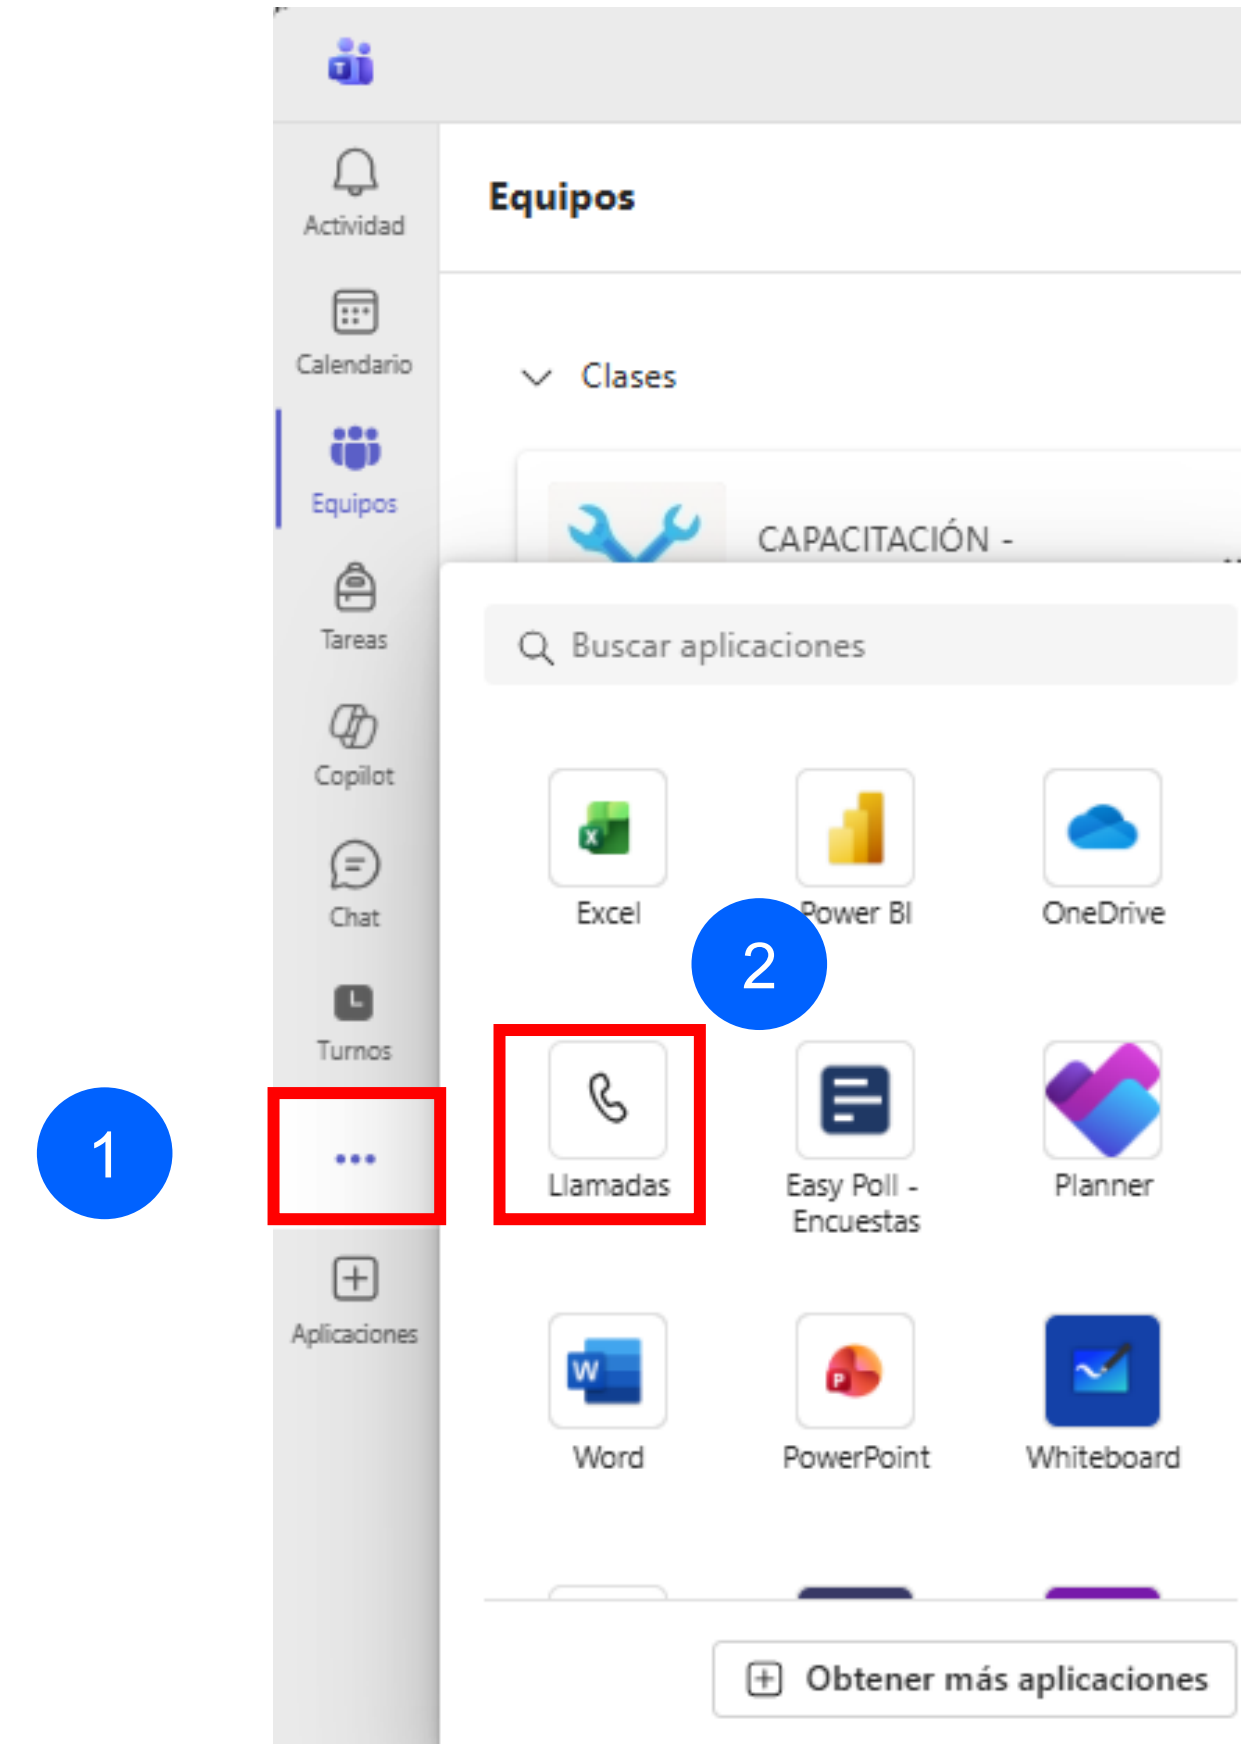 Actividad
Equipos
Calendario
Clases
Equipos
CAPACITACIÓN -
Tareas
Buscar aplicaciones
Copilot
Chat
Excel
Power BI
OneDrive
2
Turnos
1
Llamadas
Easy Poll -
Encuestas
Planner
Aplicaciones
Word
PowerPoint
Whiteboard
Obtener más aplicaciones